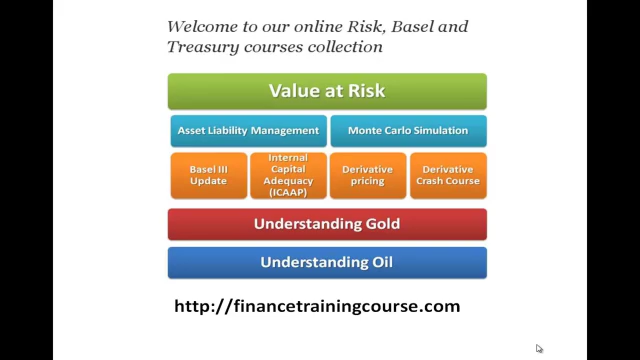 Welcome to our online Risk, Basel and
Treasury courses collection
Value at Risk
Asset Liability Management
Monte Carlo Simulation
Basel III
Update
Internal
Capital
Adequacy
(ICAAP)
Derivative
pricing
Derivative
Crash Course
Understanding Gold
Understanding Oil
http://financetrainingcourse.com